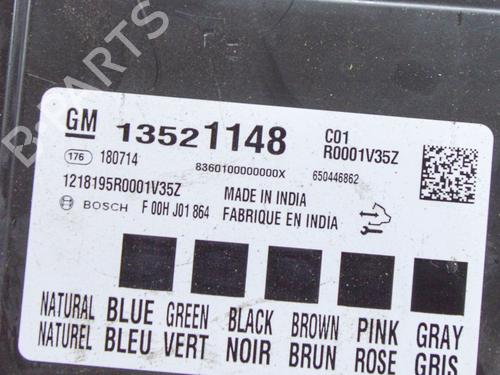 B-PARTS
GM 13521148 C01
R0001V35Z
176 180714 8360100000000X 650446862
1218195R0001V35Z MADE IN INDIA
BOSCH F 00H J01 864 FABRIQUE EN INDIA
NATURAL BLUE GREEN BLACK BROWN PINK GRAY
NATUREL BLEU VERT NOIR BRUN ROSE GRIS